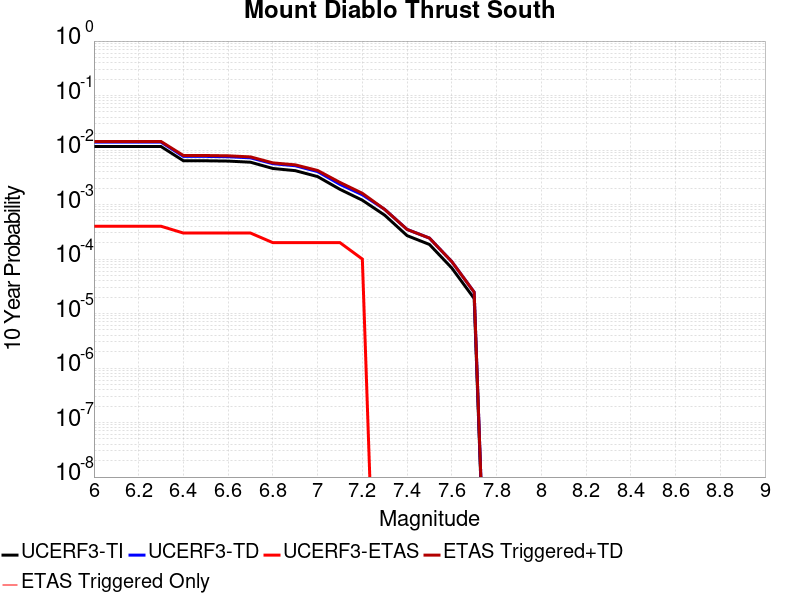 Mount Diablo Thrust South
10 0
10 -1
10 -2
10 -3
10 -4
10 -5
10 -6
10 -7
10 -8
10 Year Probability
6 6.2 6.4 6.6 6.8 7 7.2 7.4 7.6 7.8 8 8.2 8.4 8.6 8.8 9
Magnitude
UCERF3-TI UCERF3-TD UCERF3-ETAS ETAS Triggered+TD
ETAS Triggered Only